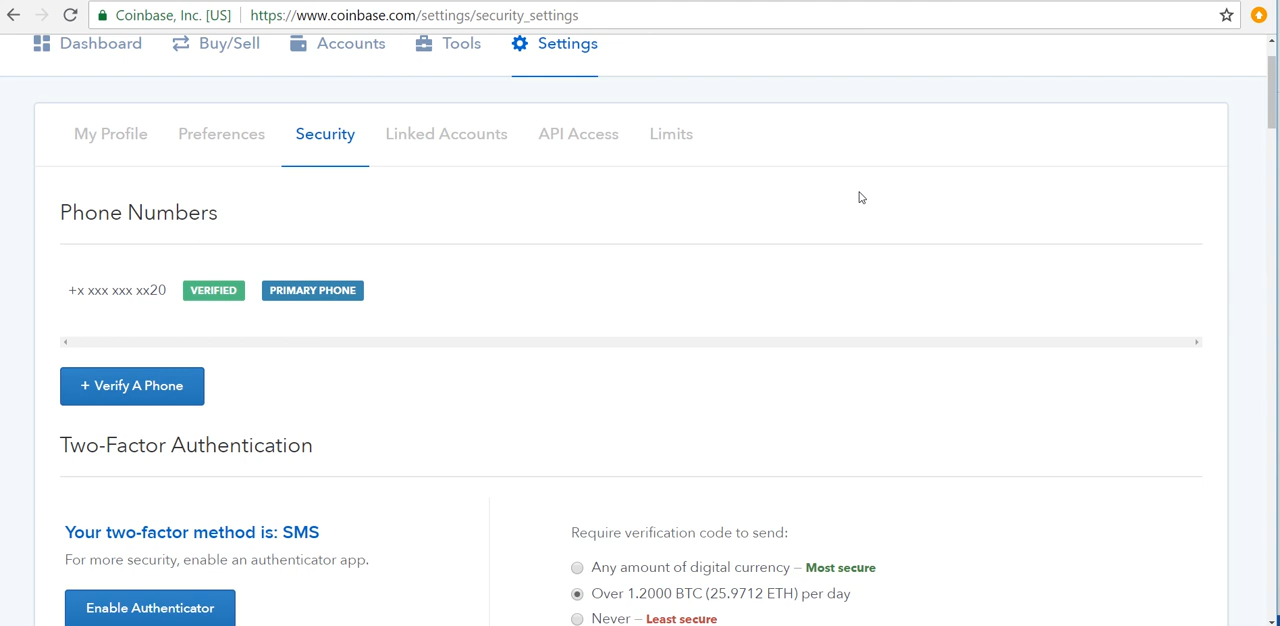 Coinbase, Inc. [US] https://www.coinbase.com/settings/security_settings
Dashboard Buy/Sell Accounts Tools Settings
My Profile Preferences Security Linked Accounts API Access Limits
Phone Numbers
+x xxx xxx xx20 VERIFIED PRIMARY PHONE
+ Verify A Phone
Two-Factor Authentication
Your two-factor method is: SMS
For more security, enable an authenticator app.
Enable Authenticator
Require verification code to send:
Any amount of digital currency – Most secure
Over 1.2000 BTC (25.9712 ETH) per day
Never – Least secure